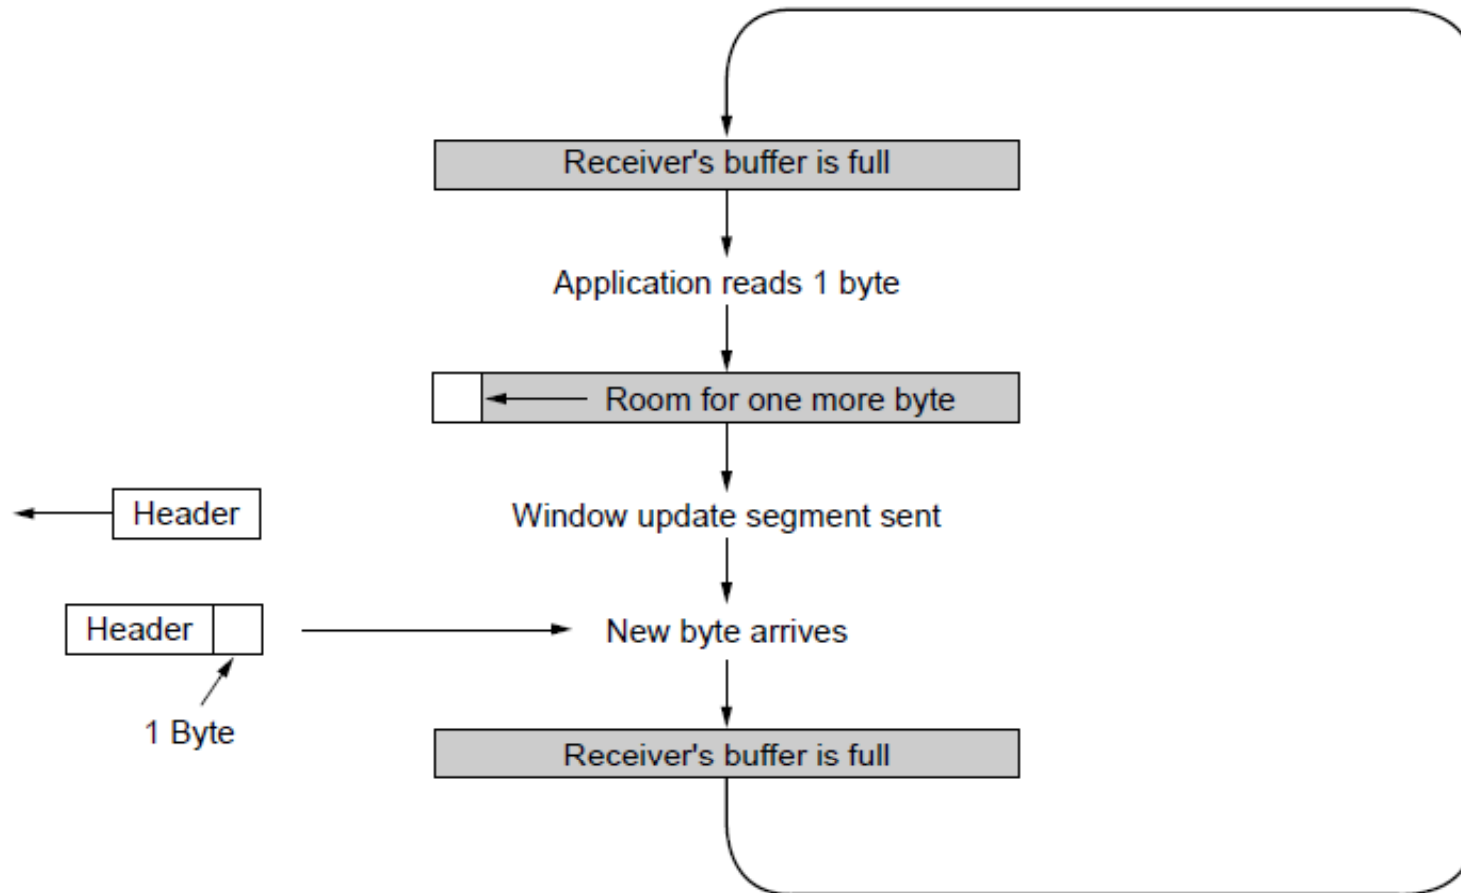 Receiver's buffer is full
Application reads 1 byte
Room for one more byte
Header
Window update segment sent
Header
New byte arrives
1 Byte
Receiver's buffer is full